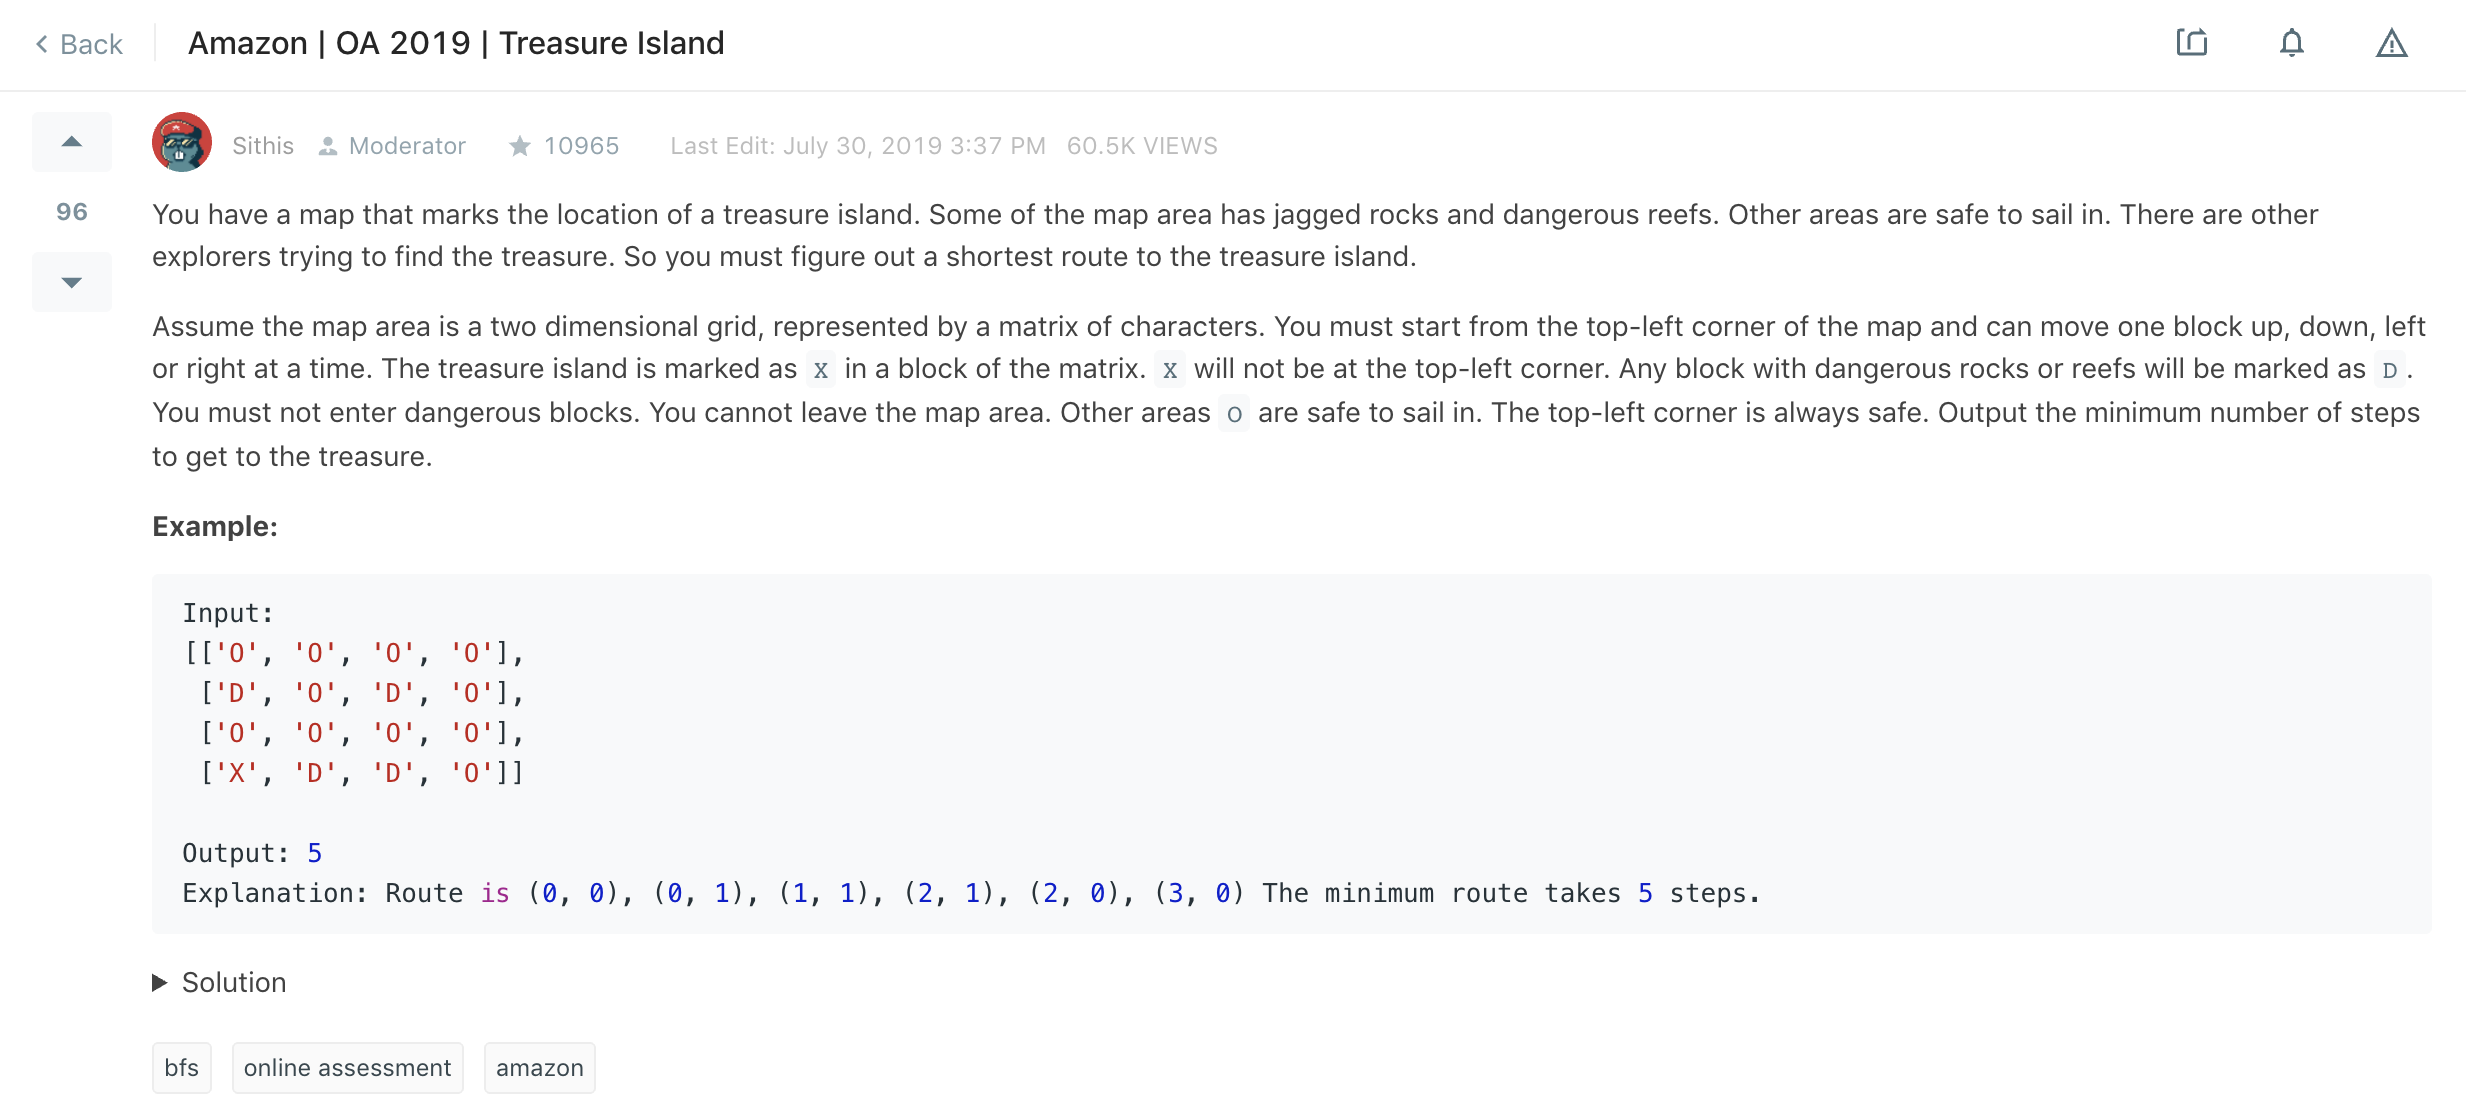 Back
Amazon | OA 2019 | Treasure Island
Sithis Moderator 10965 Last Edit: July 30, 2019 3:37 PM 60.5K VIEWS
96
You have a map that marks the location of a treasure island. Some of the map area has jagged rocks and dangerous reefs. Other areas are safe to sail in. There are other
explorers trying to find the treasure. So you must figure out a shortest route to the treasure island.
Assume the map area is a two dimensional grid, represented by a matrix of characters. You must start from the top-left corner of the map and can move one block up, down, left
or right at a time. The treasure island is marked as X in a block of the matrix. X will not be at the top-left corner. Any block with dangerous rocks or reefs will be marked as D.
You must not enter dangerous blocks. You cannot leave the map area. Other areas O are safe to sail in. The top-left corner is always safe. Output the minimum number of steps
to get to the treasure.
Example:
Input:
[['O', 'O', 'O', 'O'],
 ['D', 'O', 'D', 'O'],
 ['O', 'O', 'O', 'O'],
 ['X', 'D', 'D', 'O']]
Output: 5
Explanation: Route is (0, 0), (0, 1), (1, 1), (2, 1), (2, 0), (3, 0) The minimum route takes 5 steps.
Solution
bfs online assessment amazon